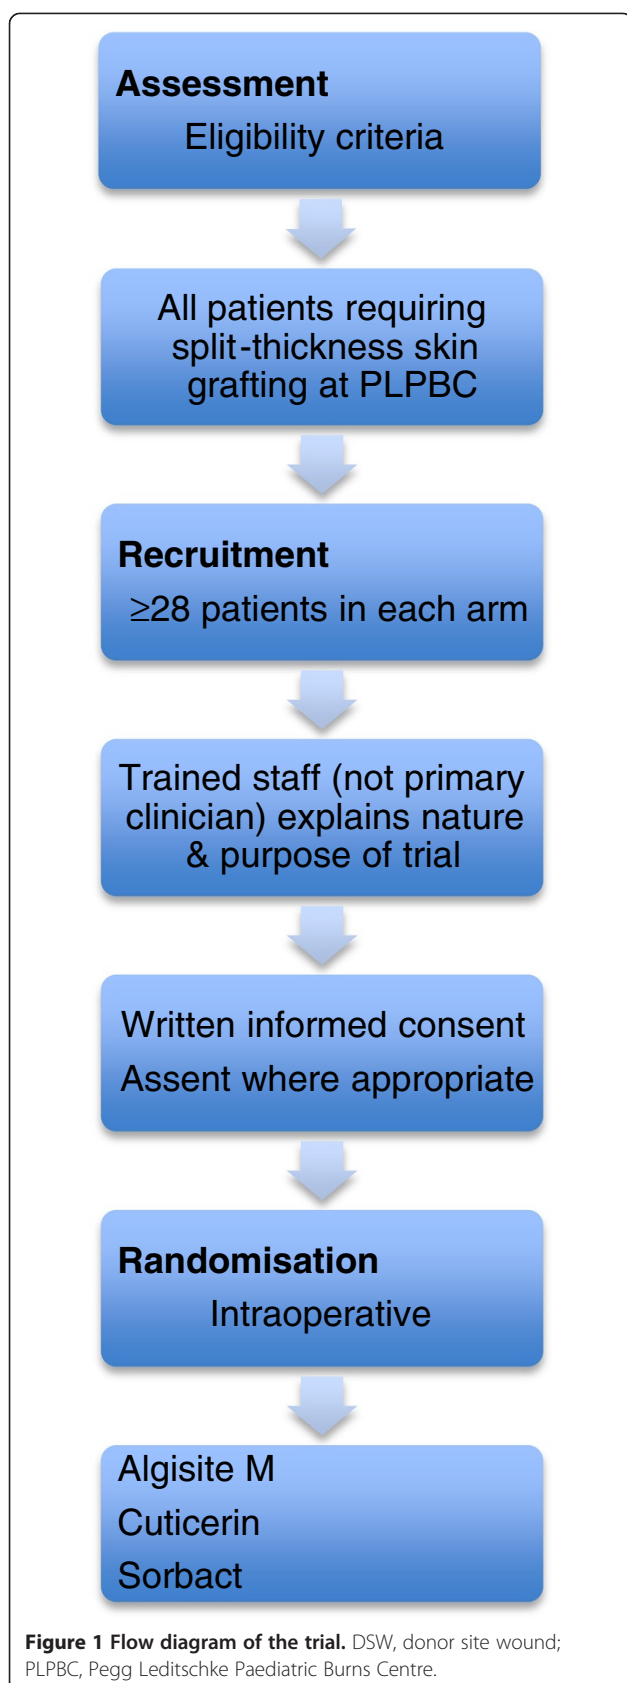 Assessment
Eligibility criteria
All patients requiring
split-thickness skin
grafting at PLPBC
Recruitment
≥28 patients in each arm
Trained staff (not primary
clinician) explains nature
& purpose of trial
Written informed consent
Assent where appropriate
Randomisation
Intraoperative
Algisite M
Cuticerin
Sorbact
Figure 1 Flow diagram of the trial. DSW, donor site wound;
PLPBC, Pegg Leditschke Paediatric Burns Centre.